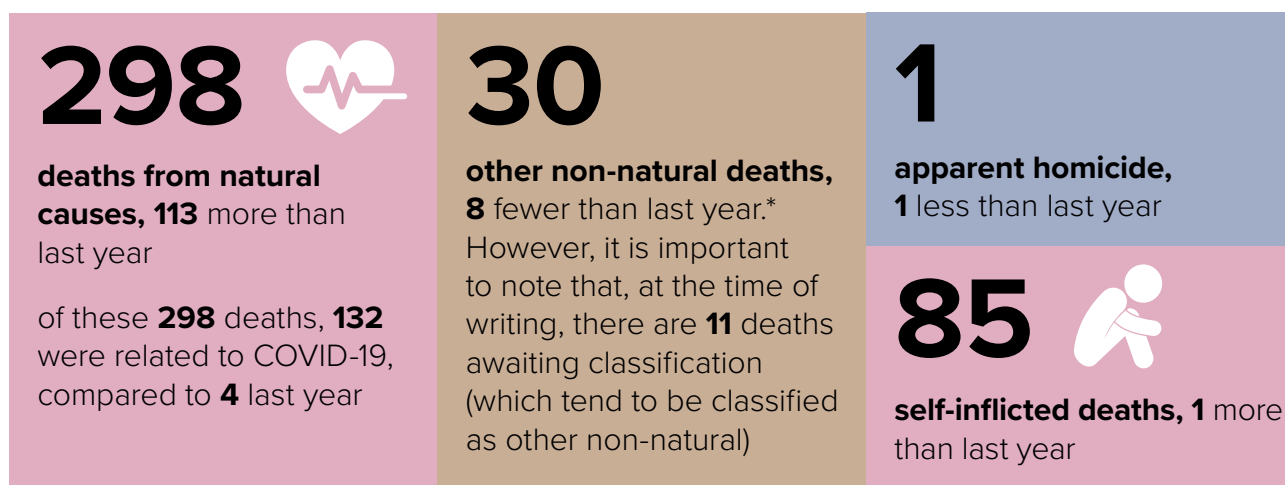 298
deaths from natural
causes, 113 more than
last year
of these 298 deaths, 132
were related to COVID-19,
compared to 4 last year
30
other non-natural deaths,
8 fewer than last year.*
However, it is important
to note that, at the time of
writing, there are 11 deaths
awaiting classification
(which tend to be classified
as other non-natural)
1
apparent homicide,
1 less than last year
85
self-inflicted deaths, 1 more
than last year